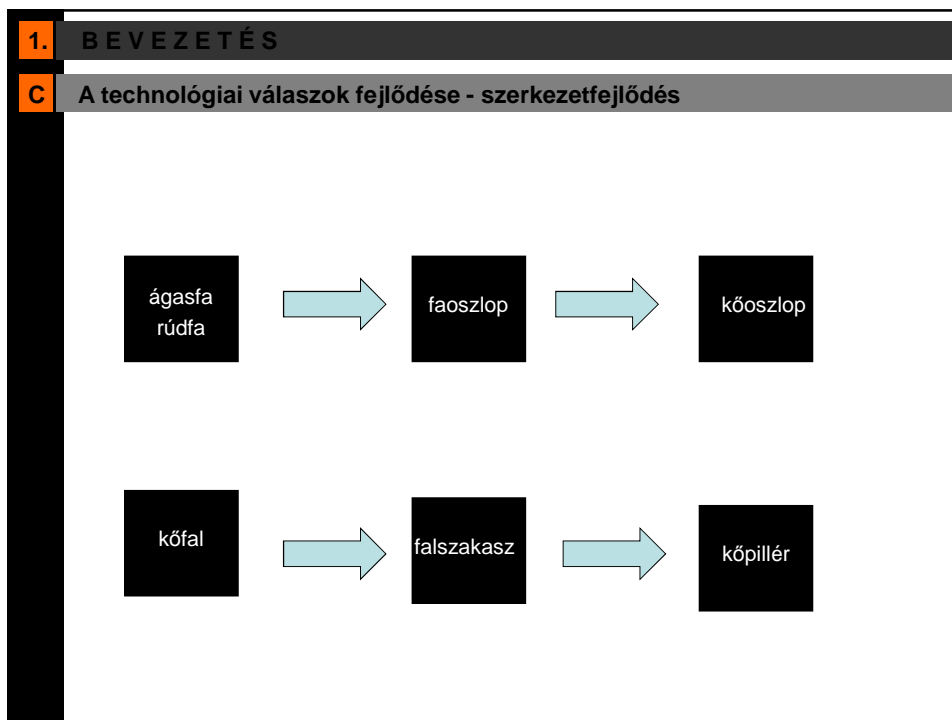 1. B E V E Z E T É S
C A technológiai válaszok fejlődése - szerkezetfejlődés
ágasfa
rúdfa
faoszlop
kőoszlop
kőfal
falszakasz
kőpillér